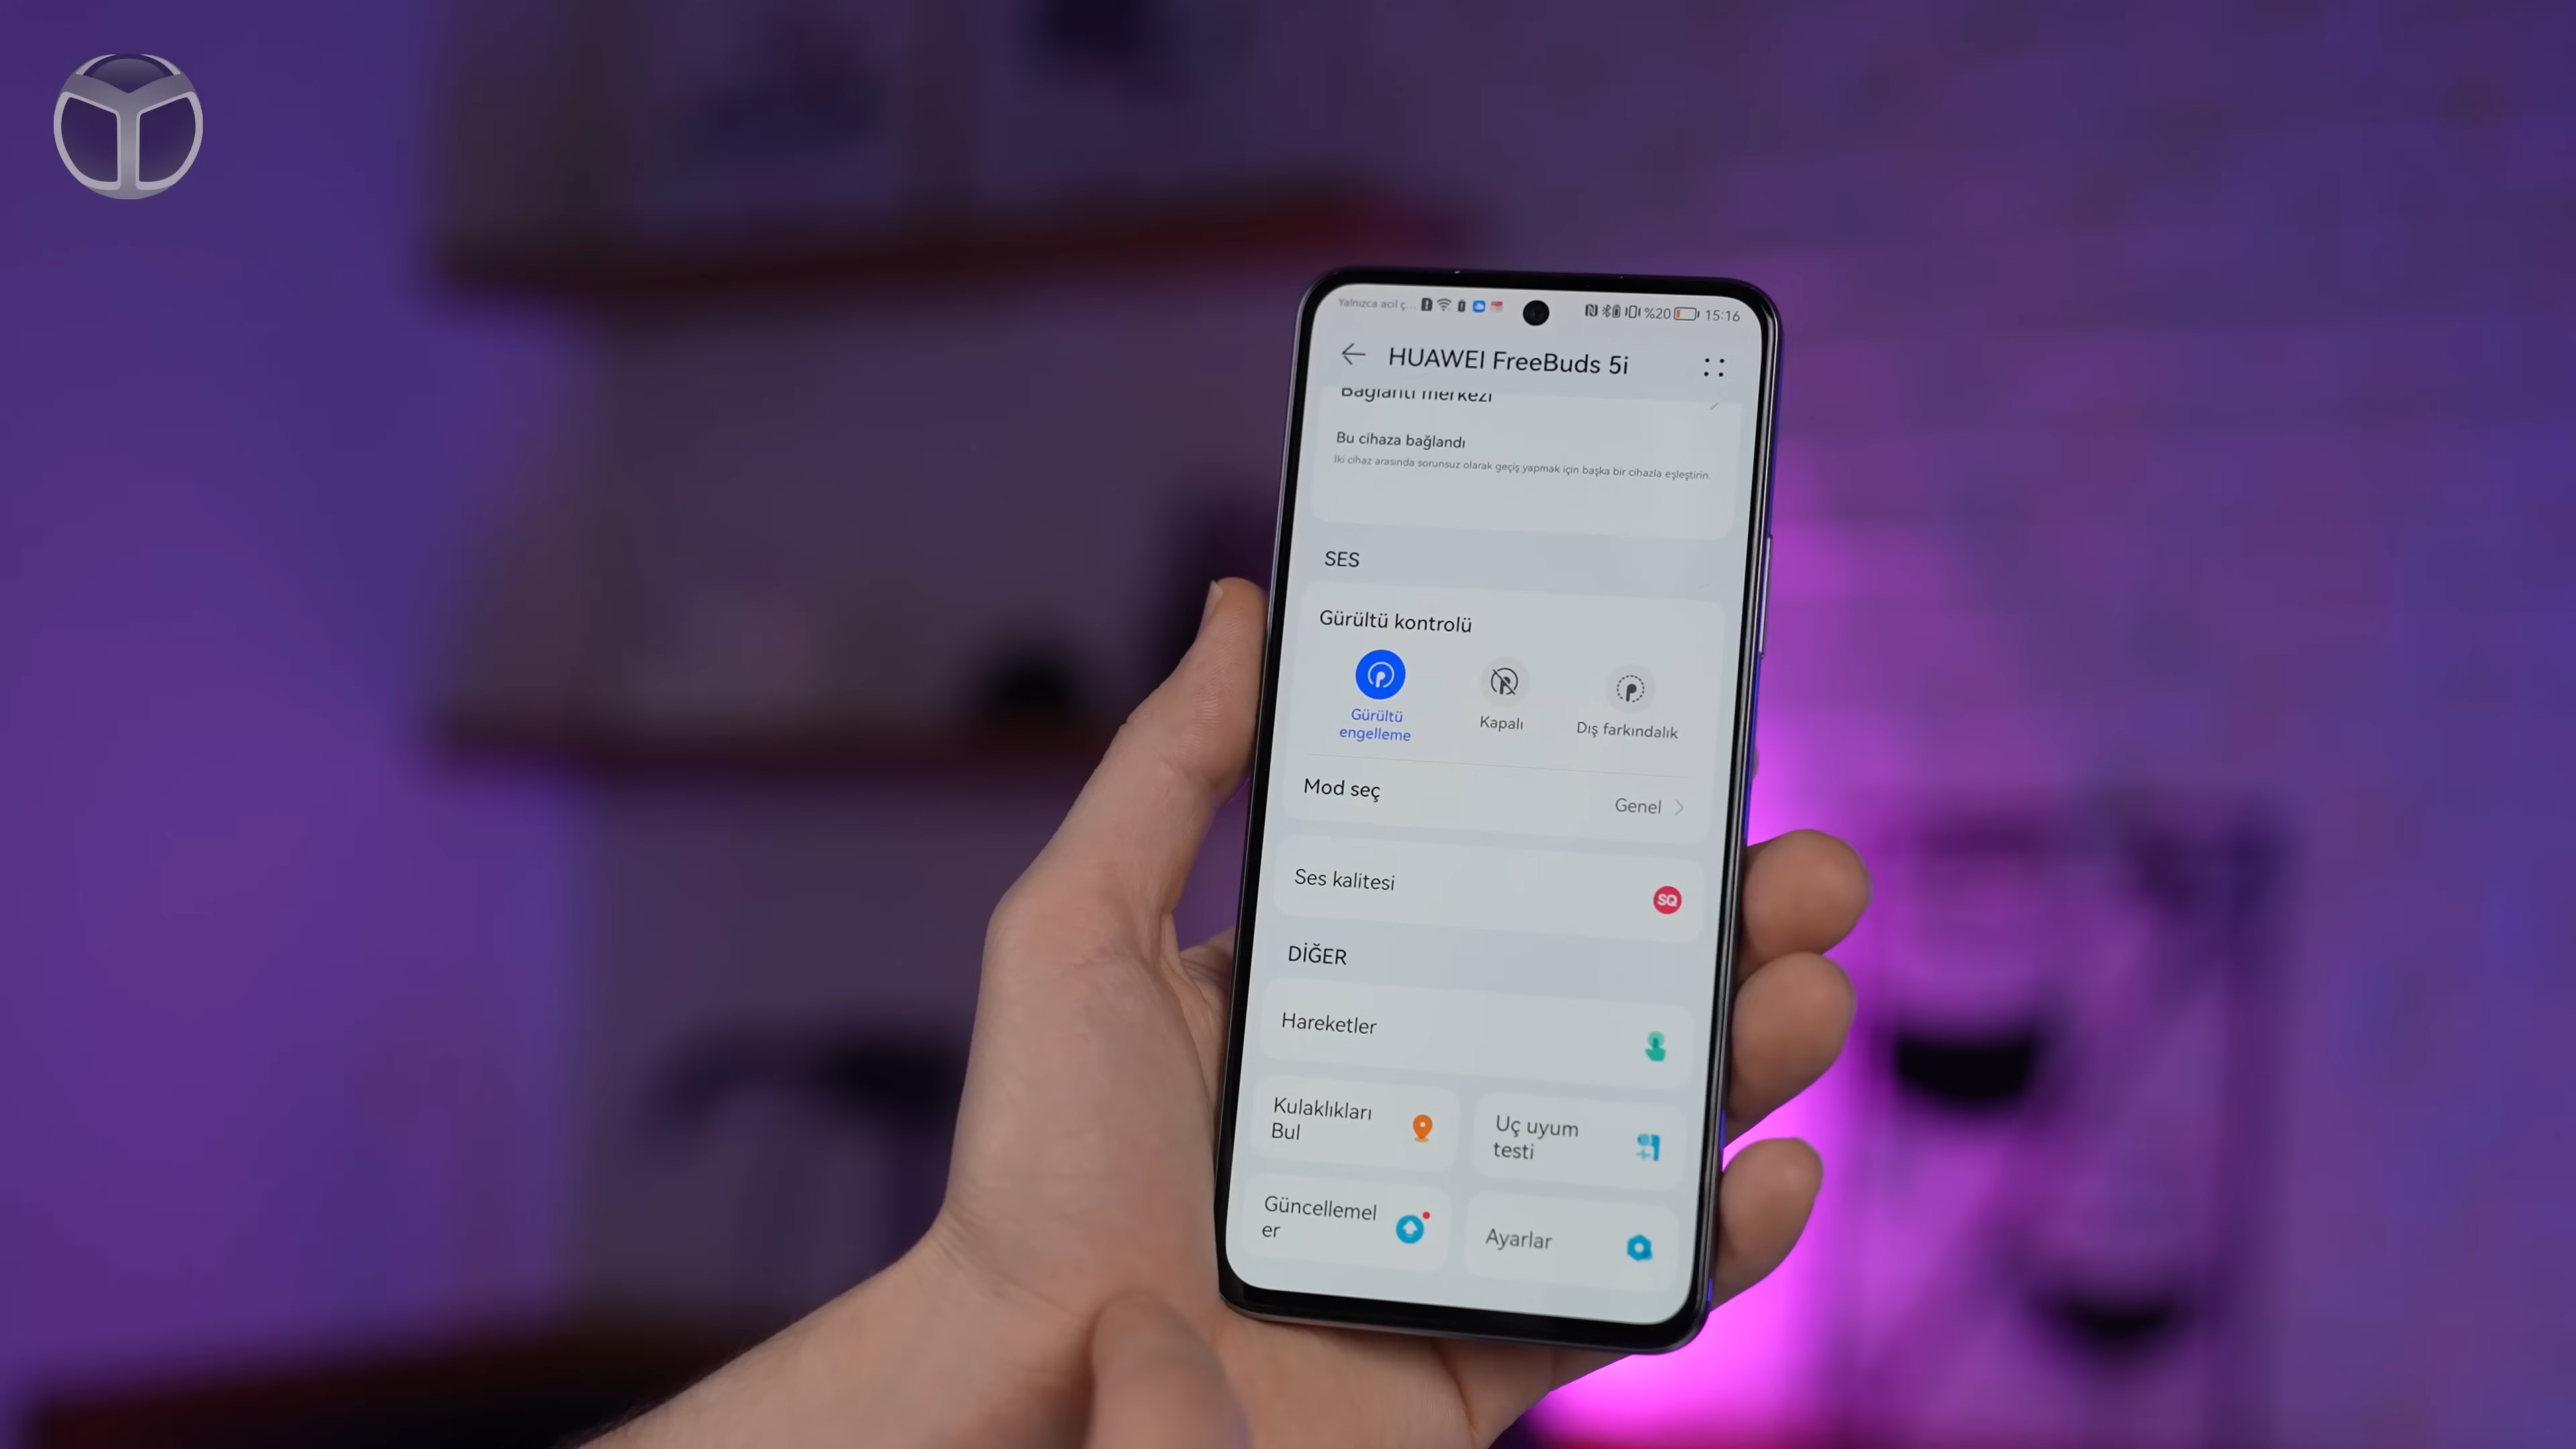 Yalnızca acil ç...
%20 15:16
HUAWEI FreeBuds 5i
Bağlantı merkezi
Bu cihaza bağlandı
İki cihaz arasında sorunsuz olarak geçiş yapmak için başka bir cihazla eşleştirin
SES
Gürültü kontrolü
Gürültü
engelleme
Kapalı
Dış farkındalık
Mod seç
Genel
Ses kalitesi
SQ
DİĞER
Hareketler
Kulaklıkları
Bul
Uç uyum
testi
Güncellemel
er
Ayarlar